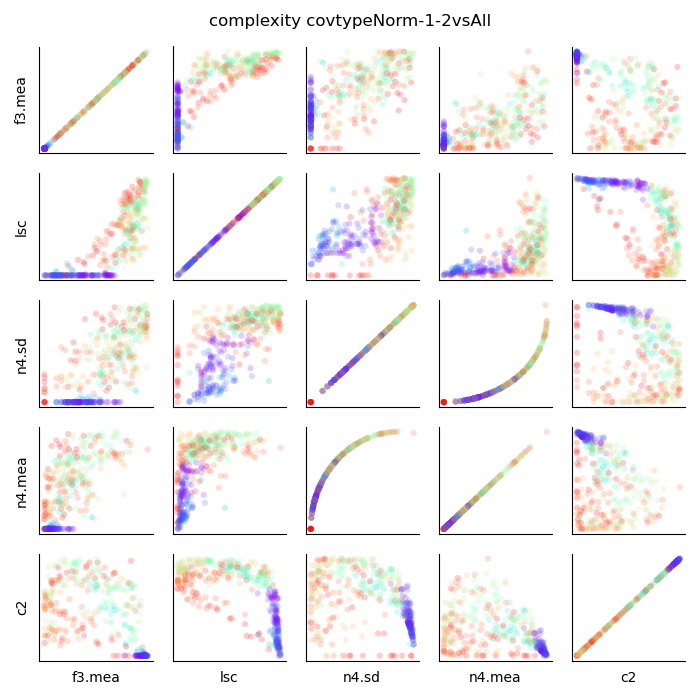 complexity covtypeNorm-1-2vsAll
f3.mea
lsc
n4.sd
n4.mea
c2
f3.mea
lsc
n4.sd
n4.mea
c2